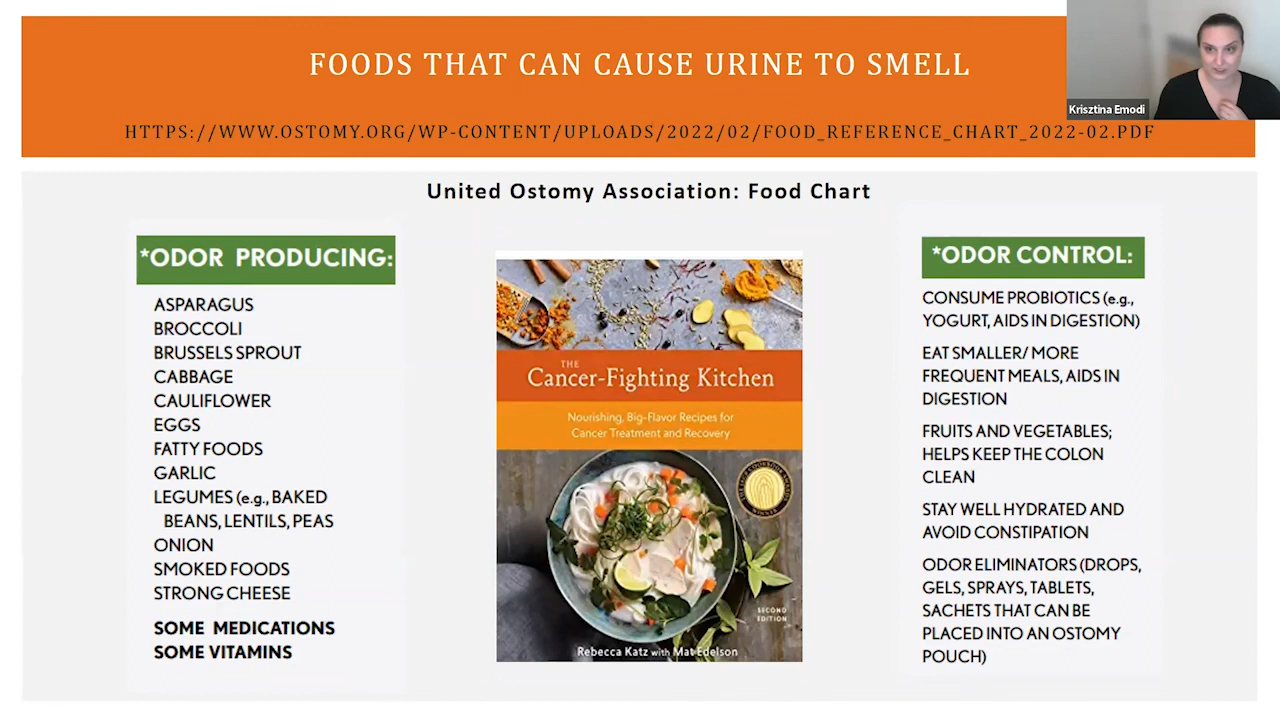 FOODS THAT CAN CAUSE URINE TO SMELL
HTTPS://WWW.OSTOMY.ORG/WP-CONTENT/UPLOADS/2022/02/FOOD_REFERENCE_CHART_2022-02.PDF
Krisztina Emodi
United Ostomy Association: Food Chart
*ODOR PRODUCING:
ASPARAGUS
BROCCOLI
BRUSSELS SPROUT
CABBAGE
CAULIFLOWER
EGGS
FATTY FOODS
GARLIC
LEGUMES (e.g., BAKED
BEANS, LENTILS, PEAS
ONION
SMOKED FOODS
STRONG CHEESE
SOME MEDICATIONS
SOME VITAMINS
THE
Cancer-Fighting Kitchen
Nourishing, Big-Flavor Recipes for
Cancer Treatment and Recovery
WINNER
SECOND
EDITION
Rebecca Katz with Mat Edelson
*ODOR CONTROL:
CONSUME PROBIOTICS (e.g.,
YOGURT, AIDS IN DIGESTION)
EAT SMALLER/ MORE
FREQUENT MEALS, AIDS IN
DIGESTION
FRUITS AND VEGETABLES;
HELPS KEEP THE COLON
CLEAN
STAY WELL HYDRATED AND
AVOID CONSTIPATION
ODOR ELIMINATORS (DROPS,
GELS, SPRAYS, TABLETS,
SACHETS THAT CAN BE
PLACED INTO AN OSTOMY
POUCH)